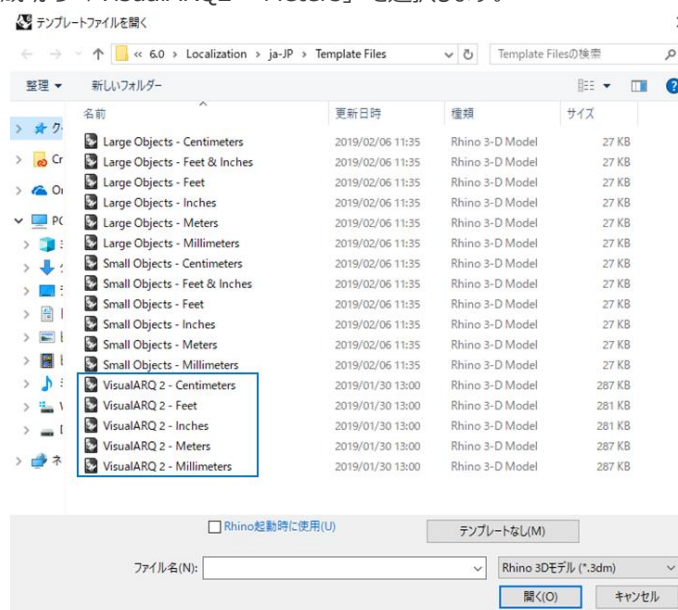 「VisualARQ2 – Meters」を選択します。
テンプレートファイルを開く
« 6.0 › Localization › ja-JP › Template Files
Template Filesの検索
整理 新しいフォルダー
名前 更新日時 種類 サイズ
Large Objects - Centimeters 2019/02/06 11:35 Rhino 3-D Model 27 KB
Large Objects - Feet & Inches 2019/02/06 11:35 Rhino 3-D Model 27 KB
Large Objects - Feet 2019/02/06 11:35 Rhino 3-D Model 27 KB
Large Objects - Inches 2019/02/06 11:35 Rhino 3-D Model 27 KB
Large Objects - Meters 2019/02/06 11:35 Rhino 3-D Model 27 KB
Large Objects - Millimeters 2019/02/06 11:35 Rhino 3-D Model 27 KB
Small Objects - Centimeters 2019/02/06 11:35 Rhino 3-D Model 27 KB
Small Objects - Feet & Inches 2019/02/06 11:35 Rhino 3-D Model 27 KB
Small Objects - Feet 2019/02/06 11:35 Rhino 3-D Model 27 KB
Small Objects - Inches 2019/02/06 11:35 Rhino 3-D Model 27 KB
Small Objects - Meters 2019/02/06 11:35 Rhino 3-D Model 27 KB
Small Objects - Millimeters 2019/02/06 11:35 Rhino 3-D Model 27 KB
VisualARQ 2 - Centimeters 2019/01/30 13:00 Rhino 3-D Model 287 KB
VisualARQ 2 - Feet 2019/01/30 13:00 Rhino 3-D Model 281 KB
VisualARQ 2 - Inches 2019/01/30 13:00 Rhino 3-D Model 281 KB
VisualARQ 2 - Meters 2019/01/30 13:00 Rhino 3-D Model 287 KB
VisualARQ 2 - Millimeters 2019/01/30 13:00 Rhino 3-D Model 287 KB
Cr
PC
Rhino起動時に使用(U) テンプレートなし(M)
ファイル名(N): Rhino 3Dモデル (*.3dm)
開く(O) キャンセル